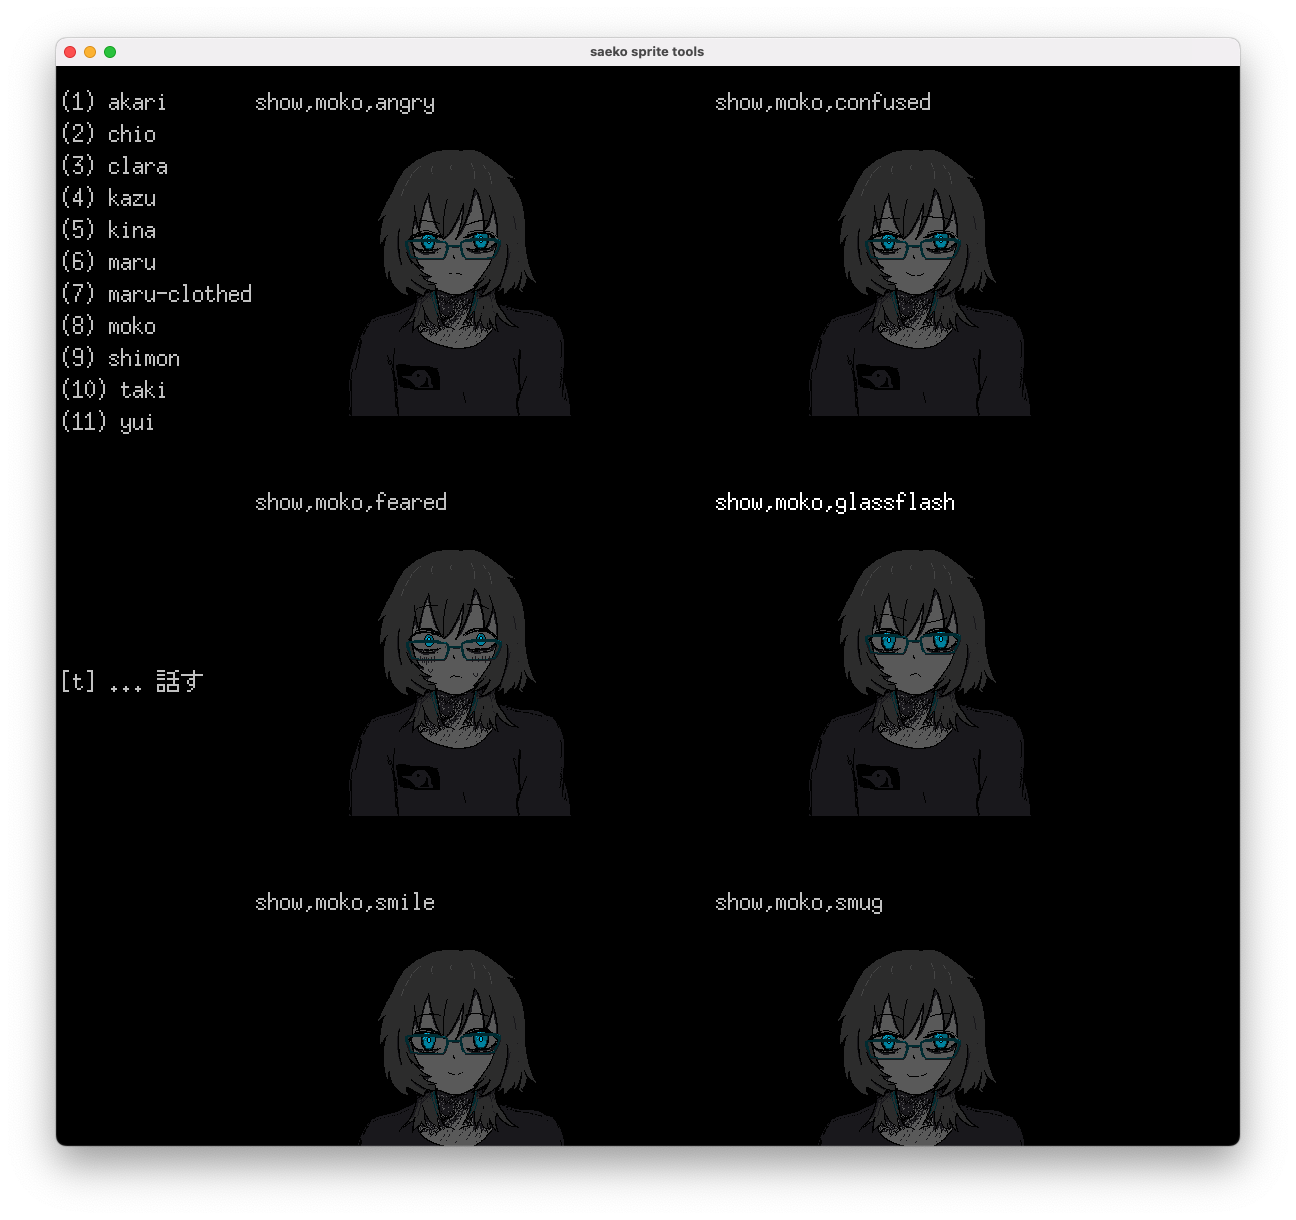 saeko sprite tools
(1) akari
(2) chio
(3) clara
(4) kazu
(5) kina
(6) maru
(7) maru-clothed
(8) moko
(9) shimon
(10) taki
(11) yui
[t] ... 話す
show,moko,angry
show,moko,confused
show,moko,feared
show,moko,glassflash
show,moko,smile
show,moko,smug